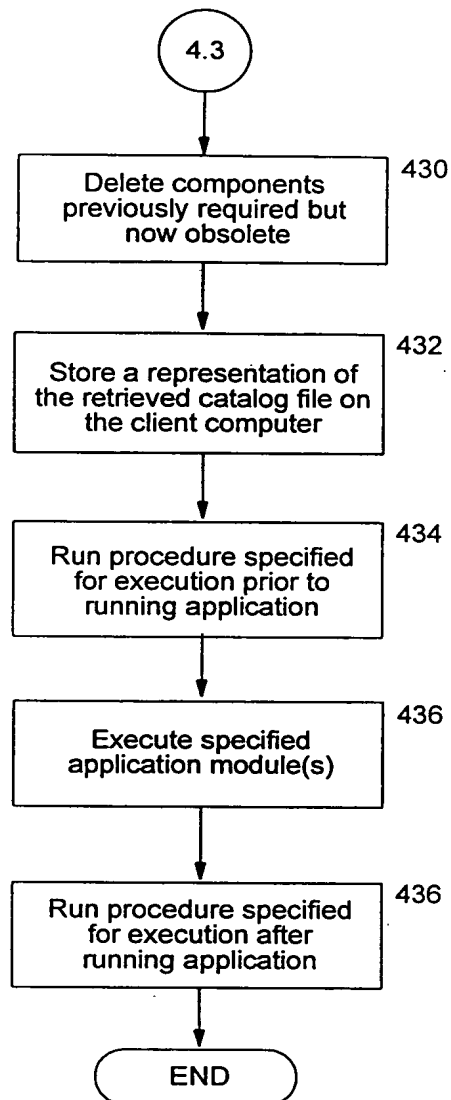 4.3
430
Delete components
previously required but
now obsolete
432
Store a representation of
the retrieved catalog file on
the client computer
434
Run procedure specified
for execution prior to
running application
436
Execute specified
application module(s)
436
Run procedure specified
for execution after
running application
END